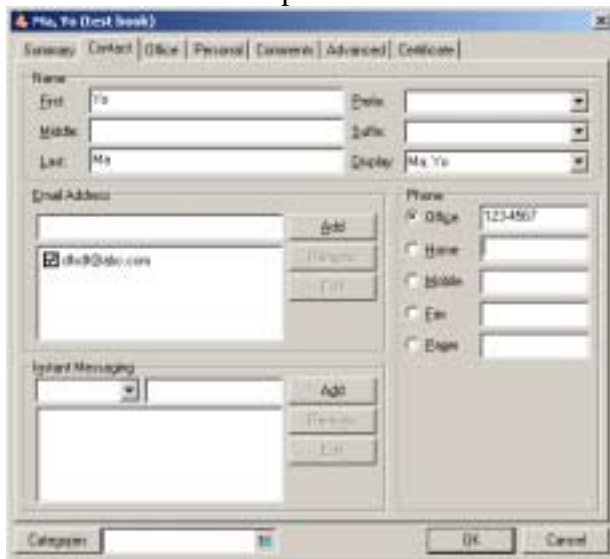 Ma, Yo (test book)
Summary Contact Office Personal Comments Advanced Certificate
Name
First: Yo Prefix:
Middle: Suffix:
Last: Ma Display: Ma, Yo
Email Address Phone
Add Office 123-4567
Remove Home
Edit Mobile
Fax
Pager
Instant Messaging
Add
Remove
Edit
Categories OK Cancel